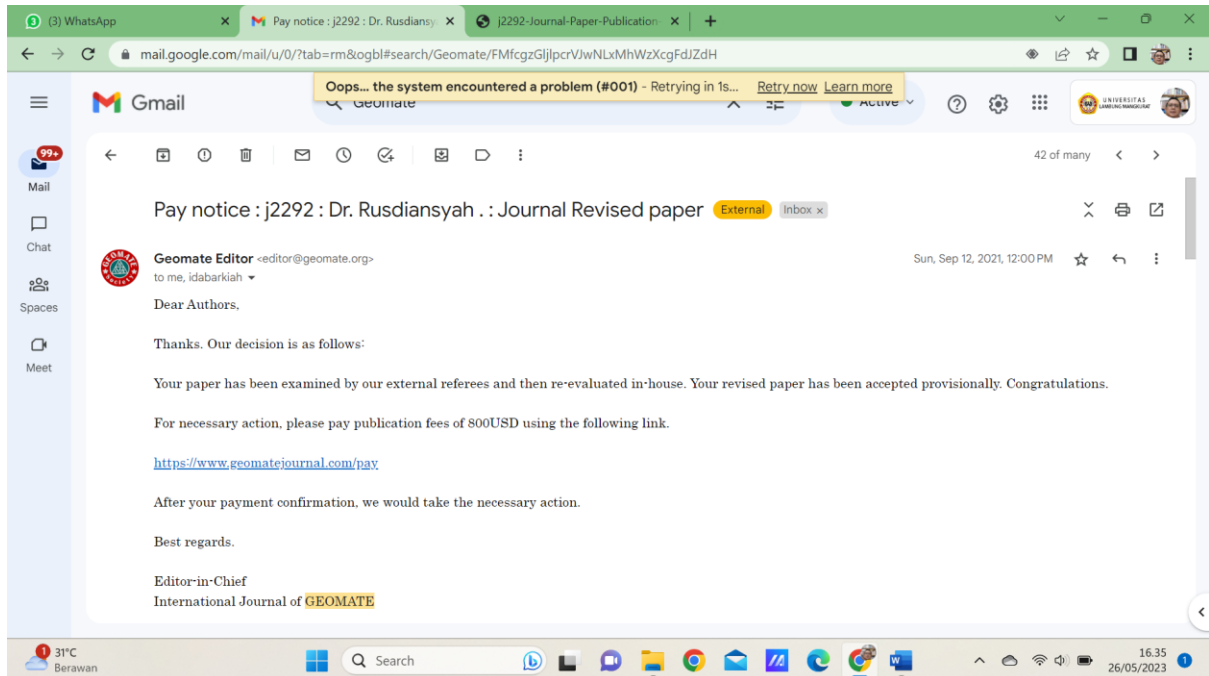 3 (3) WhatsApp
Pay notice : j2292 : Dr. Rusdiansy
j2292-Journal-Paper-Publication-
mail.google.com/mail/u/0/?tab=rm&ogbl#search/Geomate/FMfcgzGljlpcrVJwNLxMhWzXcgFdJZdH
Oops... the system encountered a problem (#001) - Retrying in 1s... Retry now Learn more
Gmail
Geomate
Active
UNIVERSITAS
LAMBUNG MANGKURAT
99+
Mail
Chat
Spaces
Meet
42 of many
Pay notice : j2292 : Dr. Rusdiansyah . : Journal Revised paper External Inbox x
Geomate Editor <editor@geomate.org>
Sun, Sep 12, 2021, 12:00 PM
to me, idabarkiah
Dear Authors,
Thanks. Our decision is as follows:
Your paper has been examined by our external referees and then re-evaluated in-house. Your revised paper has been accepted provisionally. Congratulations.
For necessary action, please pay publication fees of 800USD using the following link.
https://www.geomatejournal.com/pay
After your payment confirmation, we would take the necessary action.
Best regards.
Editor-in-Chief
International Journal of GEOMATE
1
31°C
Berawan
Search
16.35
26/05/2023
1